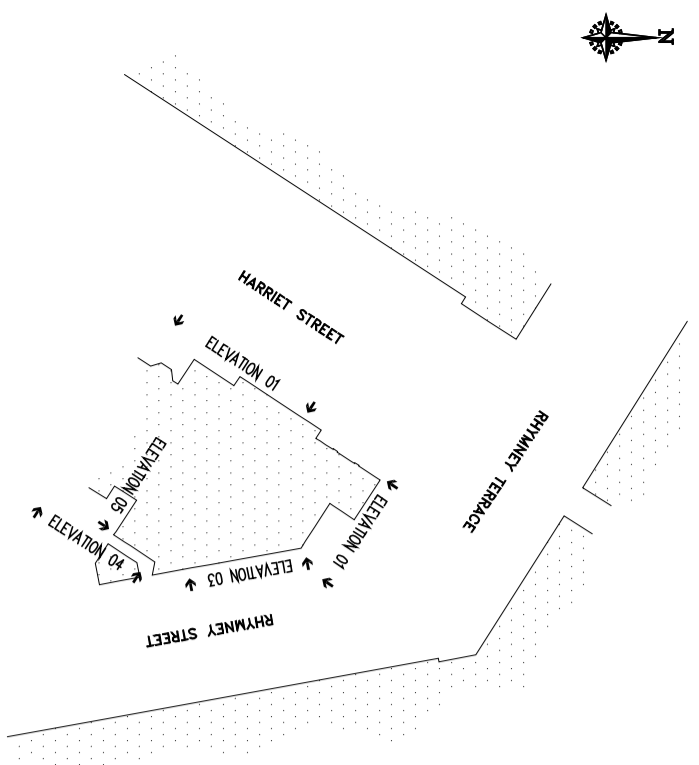 N
HARRIET STREET
ELEVATION 01
RHYMNEY TERRACE
ELEVATION 05
ELEVATION 01
ELEVATION 04
ELEVATION 03
RHYMNEY STREET